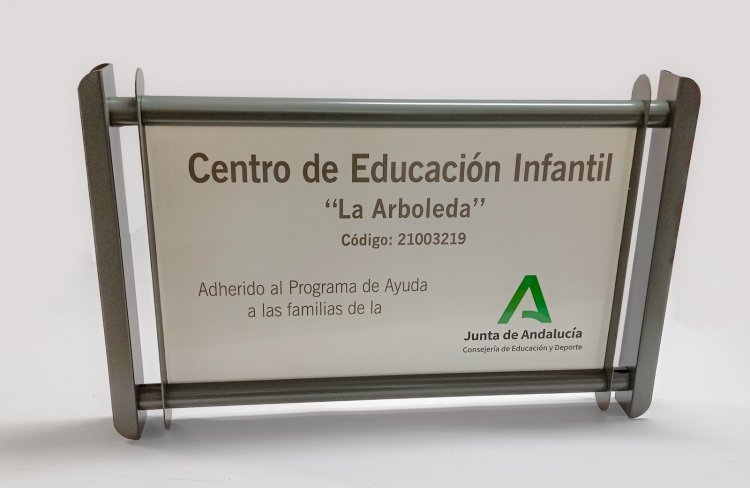 Centro de Educación Infantil
“La Arboleda”
Código: 21003219
Adherido al Programa de Ayuda
a las familias de la
Junta de Andalucía
Consejería de Educación y Deporte